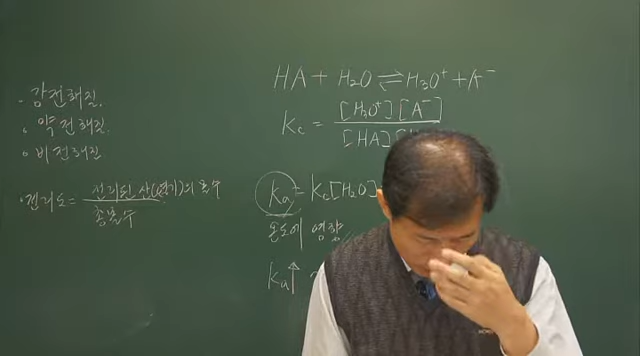 · 강전해질.
· 약전해질.
· 비전해질
· 전리도 = 전리된 산(염기)의 몰수
총몰수
HA + H₂O ⇌ H₃O⁺ + A⁻
Kc = [H₃O⁺][A⁻]
[HA][H
Ka = Kc[H₂O]
온도에 영향
Ka↑